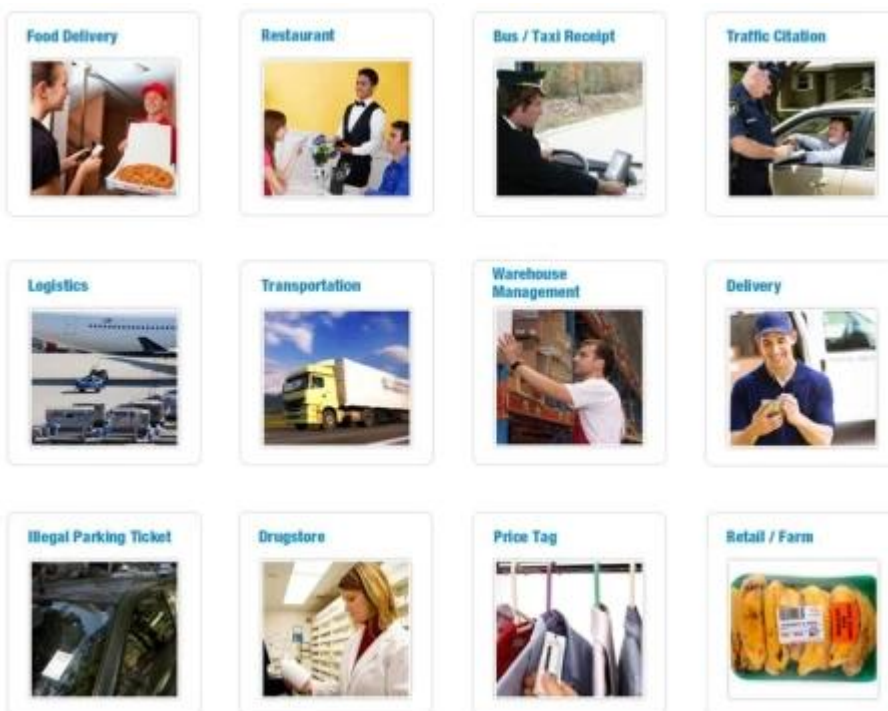 Food Delivery
Restaurant
Bus / Taxi Receipt
Traffic Citation
Logistics
Transportation
Warehouse
Management
Delivery
Illegal Parking Ticket
Drugstore
Price Tag
Retail / Farm